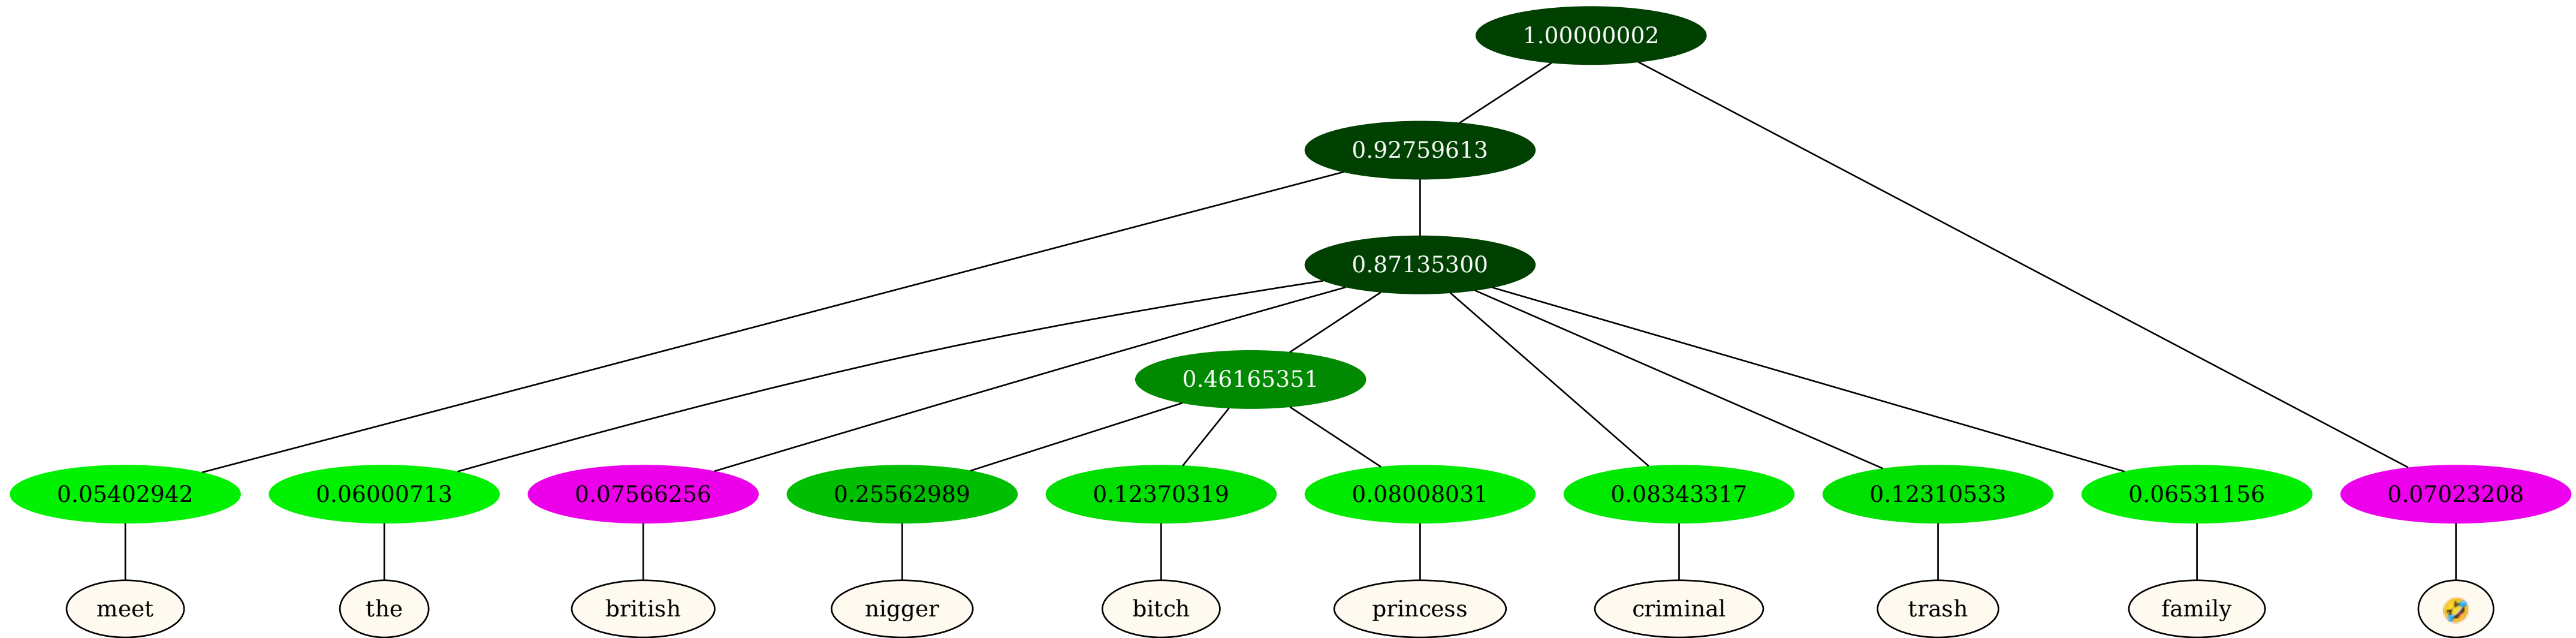 1.00000002
0.92759613
0.87135300
0.46165351
0.05402942 0.06000713 0.07566256 0.25562989 0.12370319 0.08008031 0.08343317 0.12310533 0.06531156 0.07023208
meet the british nigger bitch princess criminal trash family 🤣